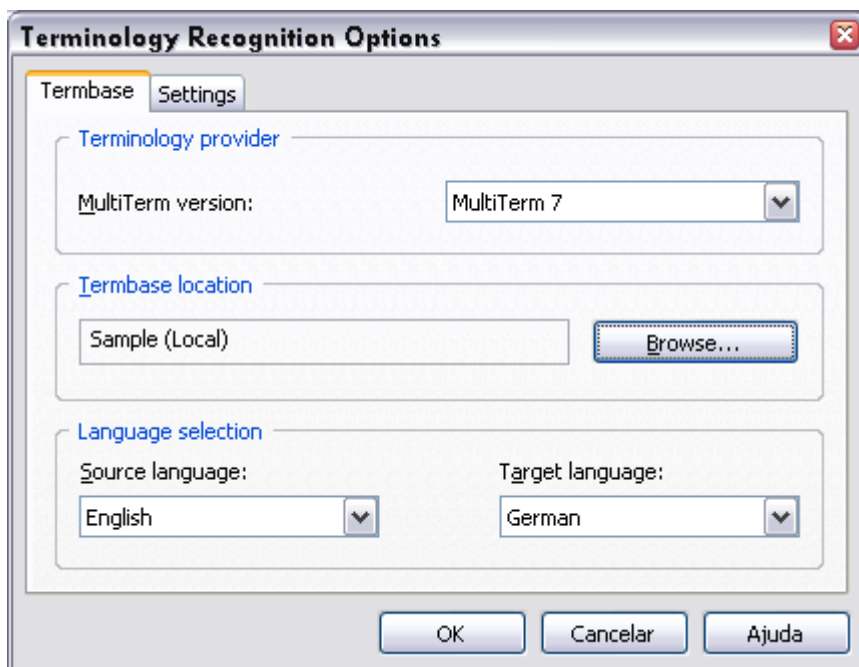 Terminology Recognition Options
Termbase Settings
Terminology provider
MultiTerm version: MultiTerm 7
Termbase location
Sample (Local) Browse...
Language selection
Source language: Target language:
English German
OK Cancelar Ajuda